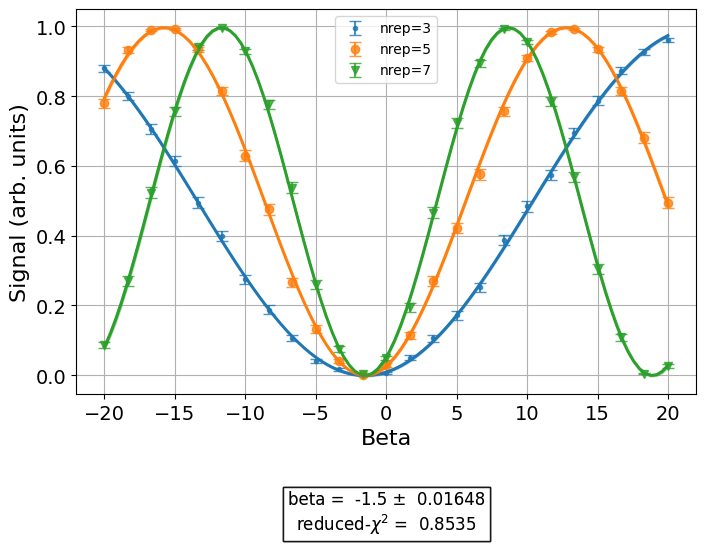 1.0
0.8
0.6
0.4
0.2
0.0
Signal (arb. units)
nrep=3
nrep=5
nrep=7
−20 −15 −10 −5 0 5 10 15 20
Beta
beta = -1.5 ± 0.01648
reduced-χ² = 0.8535